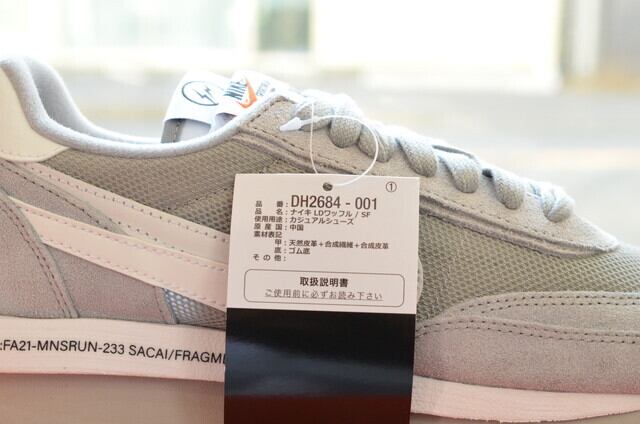 NIKE
①
品番: DH2684 - 001
品名: ナイキ LDワッフル / SF
使用用途: カジュアルシューズ
原産国: 中国
素材表記
甲: 天然皮革+合成繊維+合成皮革
底: ゴム底
その他:
取扱説明書
ご使用前に必ずお読み下さい
:FA21-MNSRUN-233 SACAI/FRAGME